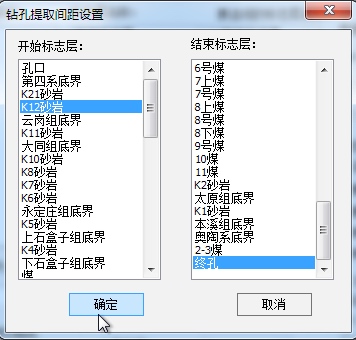 钻孔提取间距设置
开始标志层：
孔口
第四系底界
K21砂岩
K12砂岩
云岗组底界
K11砂岩
大同组底界
K10砂岩
K8砂岩
K7砂岩
K6砂岩
永定庄组底界
K5砂岩
上石盒子组底界
K4砂岩
下石盒子组底界
煤
结束标志层：
6号煤
7上煤
7号煤
8上煤
8号煤
8下煤
9号煤
10煤
11煤
K2砂岩
太原组底界
K1砂岩
本溪组底界
奥陶系底界
2-3煤
终孔
确定
取消